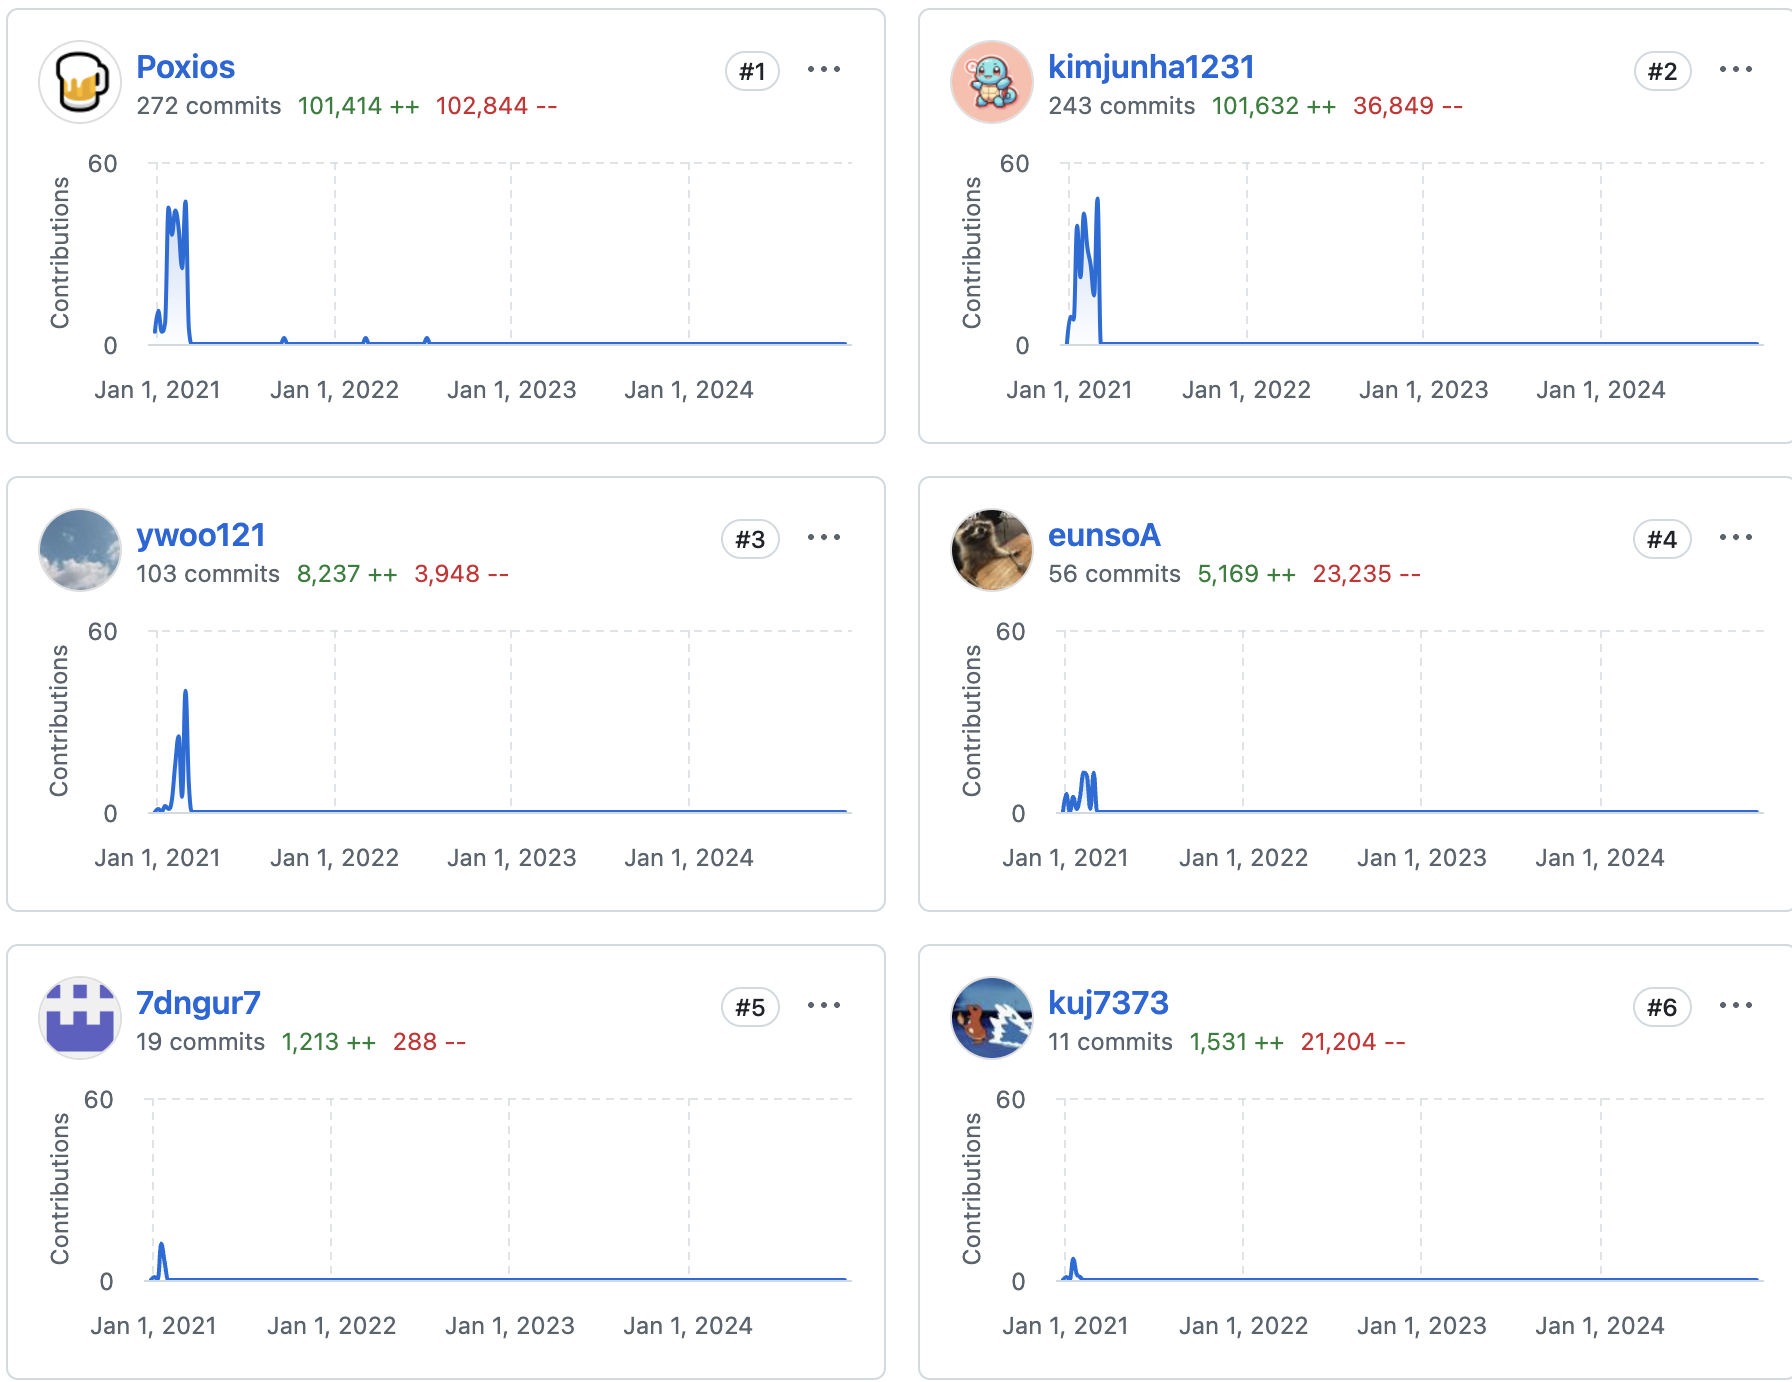 Poxios
#1
272 commits 101,414 ++ 102,844 --
60
Contributions
0
Jan 1, 2021 Jan 1, 2022 Jan 1, 2023 Jan 1, 2024
kimjunha1231
#2
243 commits 101,632 ++ 36,849 --
60
Contributions
0
Jan 1, 2021 Jan 1, 2022 Jan 1, 2023 Jan 1, 2024
ywoo121
#3
103 commits 8,237 ++ 3,948 --
60
Contributions
0
Jan 1, 2021 Jan 1, 2022 Jan 1, 2023 Jan 1, 2024
eunsoA
#4
56 commits 5,169 ++ 23,235 --
60
Contributions
0
Jan 1, 2021 Jan 1, 2022 Jan 1, 2023 Jan 1, 2024
7dngur7
#5
19 commits 1,213 ++ 288 --
60
Contributions
0
Jan 1, 2021 Jan 1, 2022 Jan 1, 2023 Jan 1, 2024
kuj7373
#6
11 commits 1,531 ++ 21,204 --
60
Contributions
0
Jan 1, 2021 Jan 1, 2022 Jan 1, 2023 Jan 1, 2024